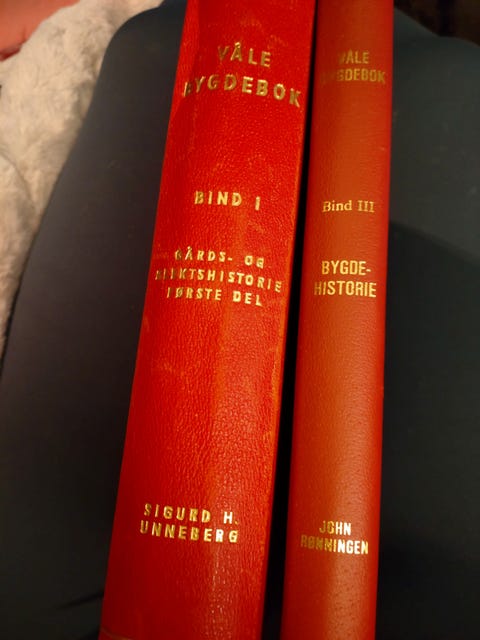 VÅLE
BYGDEBOK
BIND I
GÅRDS- OG
SLEKTSHISTORIE
FØRSTE DEL
SIGURD H.
UNNEBERG
VÅLE
BYGDEBOK
Bind III
BYGDE-
HISTORIE
JOHN
RØNNINGEN